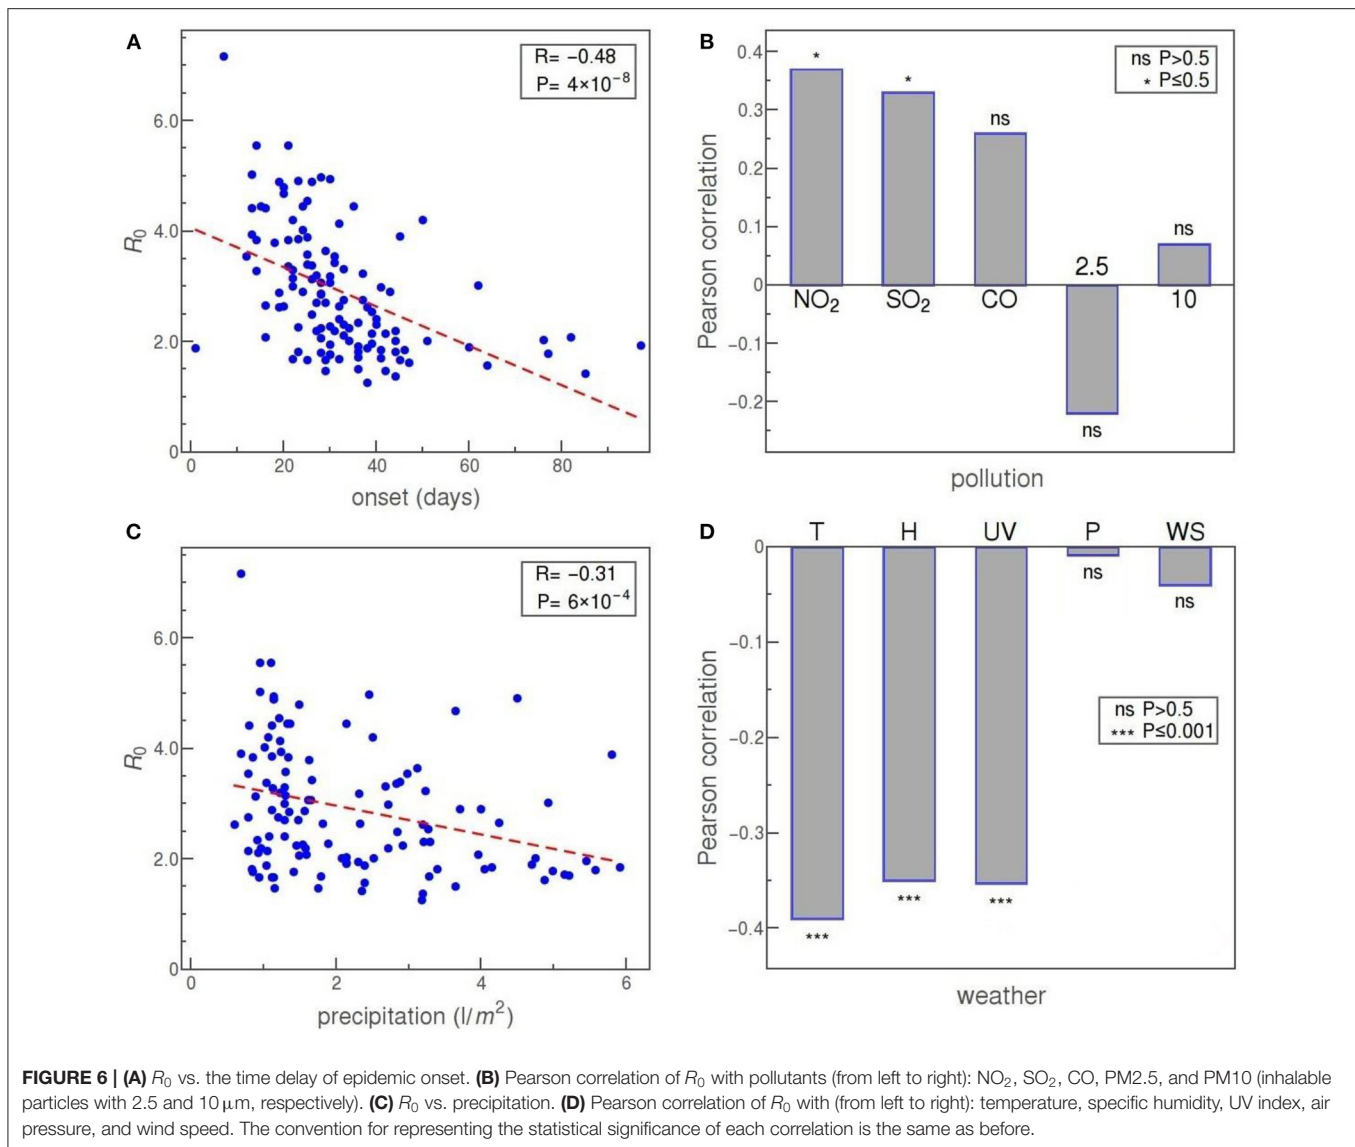 A
R= −0.48
P= 4×10⁻⁸
6.0
4.0
2.0
0
R₀
0 20 40 60 80
onset (days)
B
ns P>0.5
* P≤0.5
0.4
0.3
0.2
0.1
0
−0.1
−0.2
Pearson correlation
* * ns 2.5 ns
NO₂ SO₂ CO 10
ns
pollution
C
R= −0.31
P= 6×10⁻⁴
6.0
4.0
2.0
0
R₀
0 2 4 6
precipitation (l/m²)
D
T H UV P WS
0
−0.1
−0.2
−0.3
−0.4
Pearson correlation
ns ns
ns P>0.5
*** P≤0.001
*** *** ***
weather
FIGURE 6 | (A) R₀ vs. the time delay of epidemic onset. (B) Pearson correlation of R₀ with pollutants (from left to right): NO₂, SO₂, CO, PM2.5, and PM10 (inhalable
particles with 2.5 and 10 μm, respectively). (C) R₀ vs. precipitation. (D) Pearson correlation of R₀ with (from left to right): temperature, specific humidity, UV index, air
pressure, and wind speed. The convention for representing the statistical significance of each correlation is the same as before.